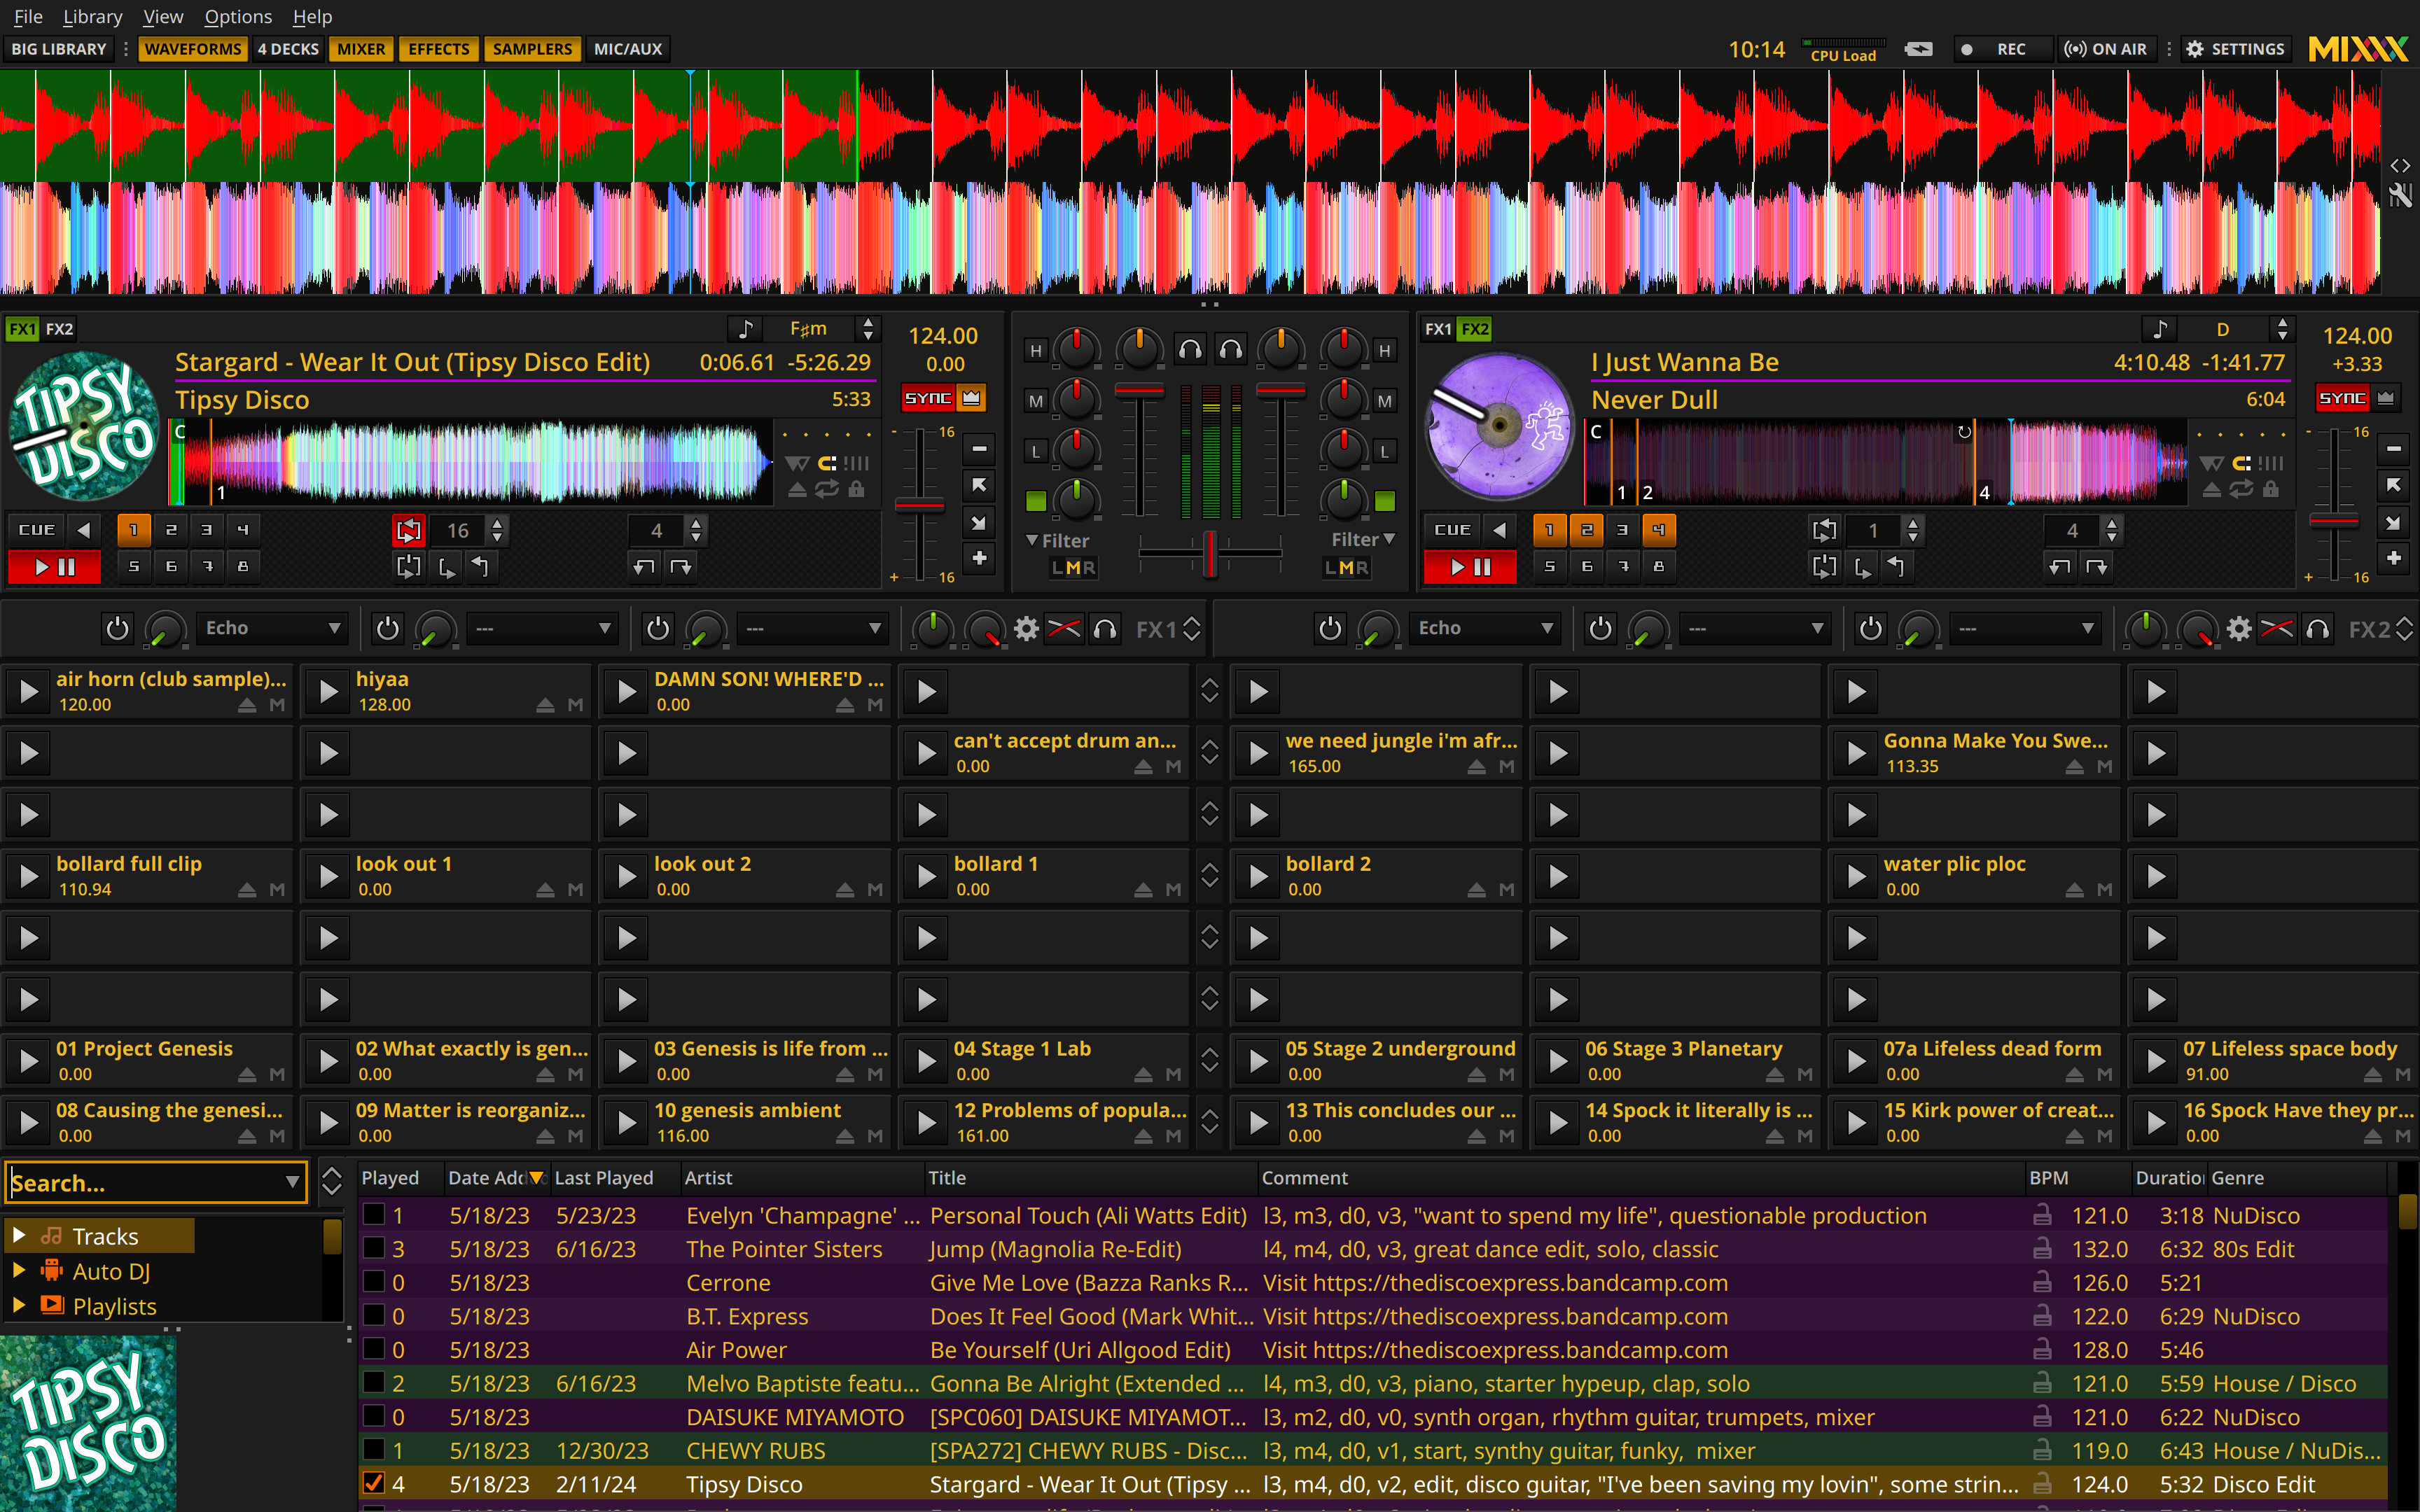 File Library View Options Help
BIG LIBRARY WAVEFORMS 4 DECKS MIXER EFFECTS SAMPLERS MIC/AUX 10:14 CPU Load REC ON AIR SETTINGS MIXXX
FX1 FX2 F♯m 124.00
Stargard - Wear It Out (Tipsy Disco Edit) 0:06.61 -5:26.29 0.00
Tipsy Disco 5:33 SYNC
TIPSY DISCO
C 1
- 16
+ 16
CUE 1 2 3 4 16 4
5 6 7 8
H H
M M
L L
Filter Filter
LMR LMR
FX1 FX2 D 124.00
I Just Wanna Be 4:10.48 -1:41.77 +3.33
Never Dull 6:04 SYNC
C 1 2 4
- 16
+ 16
CUE 1 2 3 4 1 4
5 6 7 8
Echo --- --- FX1 Echo --- --- FX2
air horn (club sample)... hiyaa DAMN SON! WHERE'D ...
120.00 M 128.00 M 0.00 M
can't accept drum an... we need jungle i'm afr... Gonna Make You Swe...
0.00 M 165.00 M 113.35 M
bollard full clip look out 1 look out 2 bollard 1 bollard 2 water plic ploc
110.94 M 0.00 M 0.00 M 0.00 M 0.00 M 0.00 M
01 Project Genesis 02 What exactly is gen... 03 Genesis is life from ... 04 Stage 1 Lab 05 Stage 2 underground 06 Stage 3 Planetary 07a Lifeless dead form 07 Lifeless space body
0.00 M 0.00 M 0.00 M 0.00 M 0.00 M 0.00 M 0.00 M 91.00 M
08 Causing the genesi... 09 Matter is reorganiz... 10 genesis ambient 12 Problems of popula... 13 This concludes our ... 14 Spock it literally is ... 15 Kirk power of creat... 16 Spock Have they pr...
0.00 M 0.00 M 116.00 M 161.00 M 0.00 M 0.00 M 0.00 M 0.00 M
Search...
Tracks
Auto DJ
Playlists
TIPSY DISCO
Played Date Add Last Played Artist Title Comment BPM Duratio Genre
1 5/18/23 5/23/23 Evelyn 'Champagne' ... Personal Touch (Ali Watts Edit) l3, m3, d0, v3, "want to spend my life", questionable production 121.0 3:18 NuDisco
3 5/18/23 6/16/23 The Pointer Sisters Jump (Magnolia Re-Edit) l4, m4, d0, v3, great dance edit, solo, classic 132.0 6:32 80s Edit
0 5/18/23 Cerrone Give Me Love (Bazza Ranks R... Visit https://thediscoexpress.bandcamp.com 126.0 5:21
0 5/18/23 B.T. Express Does It Feel Good (Mark Whit... Visit https://thediscoexpress.bandcamp.com 122.0 6:29 NuDisco
0 5/18/23 Air Power Be Yourself (Uri Allgood Edit) Visit https://thediscoexpress.bandcamp.com 128.0 5:46
2 5/18/23 6/16/23 Melvo Baptiste featu... Gonna Be Alright (Extended ... l4, m3, d0, v3, piano, starter hypeup, clap, solo 121.0 5:59 House / Disco
0 5/18/23 DAISUKE MIYAMOTO [SPC060] DAISUKE MIYAMOT... l3, m2, d0, v0, synth organ, rhythm guitar, trumpets, mixer 121.0 6:22 NuDisco
1 5/18/23 12/30/23 CHEWY RUBS [SPA272] CHEWY RUBS - Disc... l3, m4, d0, v1, start, synthy guitar, funky, mixer 119.0 6:43 House / NuDis...
4 5/18/23 2/11/24 Tipsy Disco Stargard - Wear It Out (Tipsy ... l3, m4, d0, v2, edit, disco guitar, "I've been saving my lovin", some strin... 124.0 5:32 Disco Edit